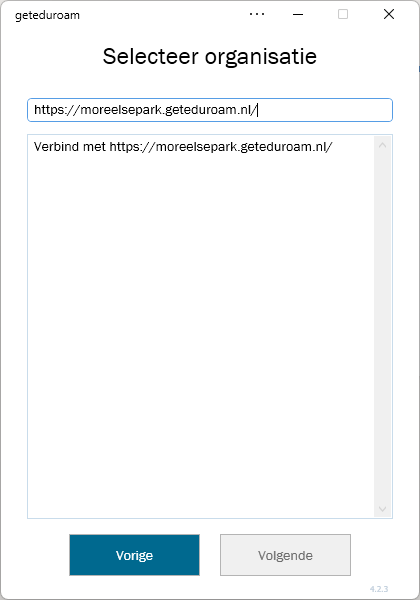 geteduroam
Selecteer organisatie
https://moreelsepark.geteduroam.nl/
Verbind met https://moreelsepark.geteduroam.nl/
Vorige
Volgende
4.2.3